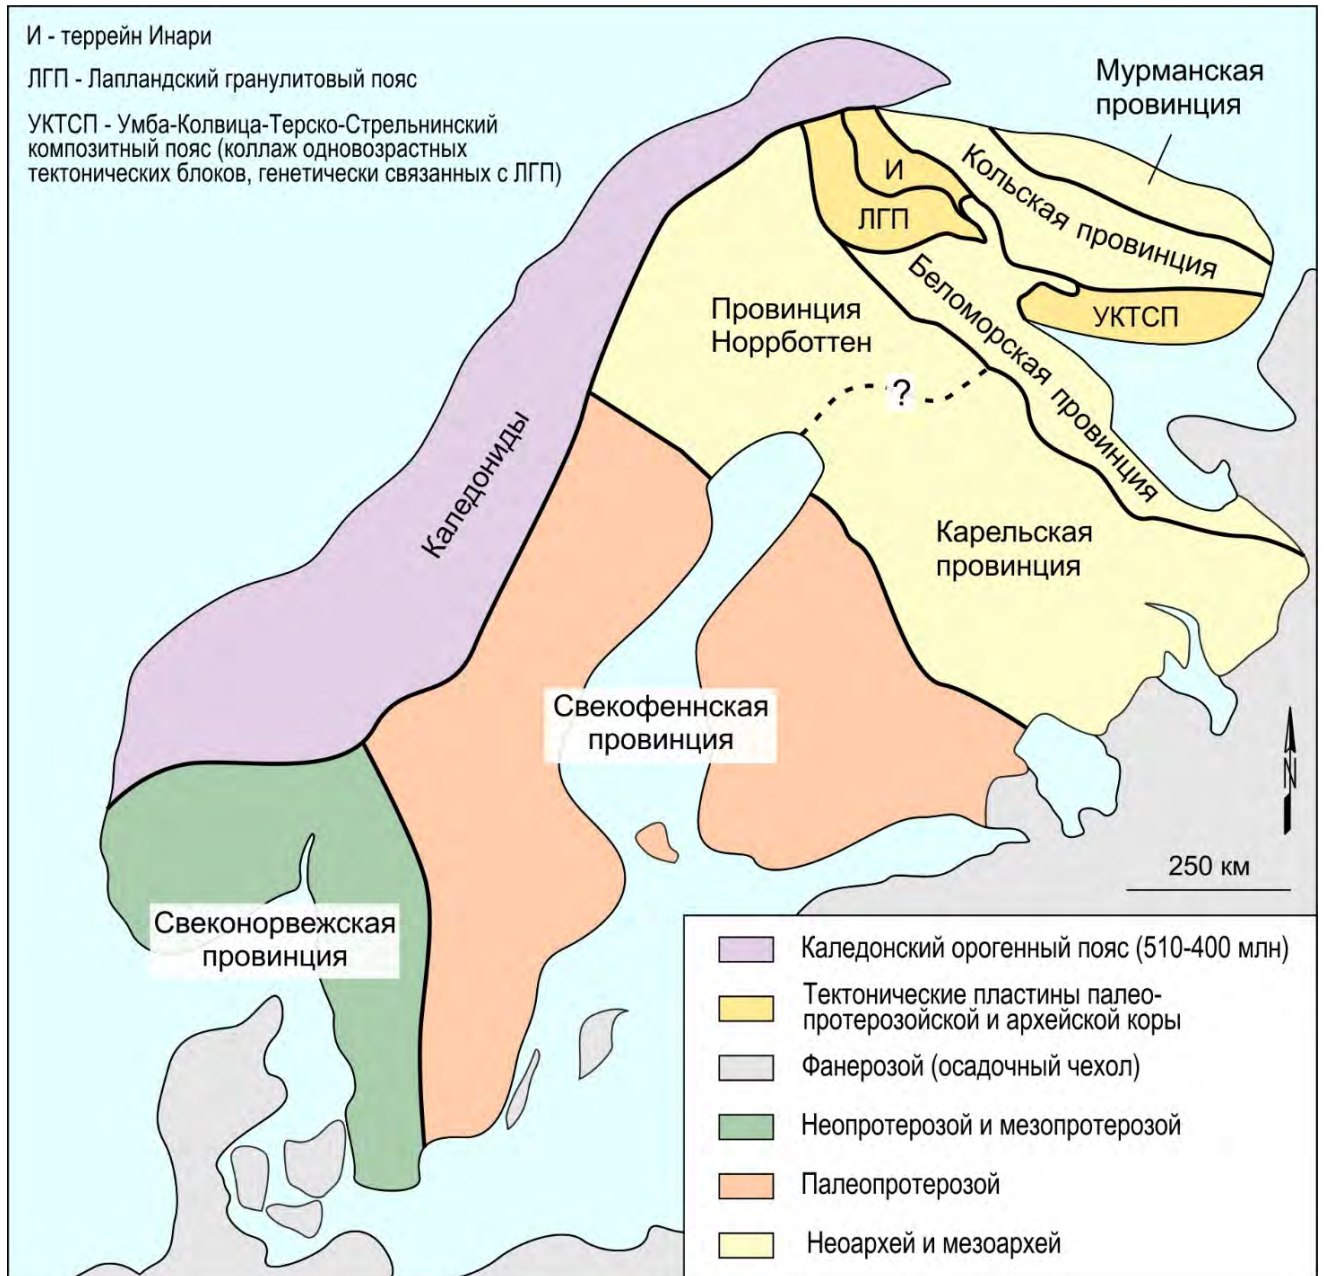 И - террейн Инари
ЛГП - Лапландский гранулитовый пояс
УКТСП - Умба-Колвица-Терско-Стрельнинский
композитный пояс (коллаж одновозрастных
тектонических блоков, генетически связанных с ЛГП)
Мурманская
провинция
Кольская провинция
И
ЛГП
Беломорская провинция
УКТСП
Провинция
Норрботтен
?
Каледониды
Карельская
провинция
Свекофеннская
провинция
N
250 км
Свеконорвежская
провинция
Каледонский орогенный пояс (510-400 млн)
Тектонические пластины палео-
протерозойской и архейской коры
Фанерозой (осадочный чехол)
Неопротерозой и мезопротерозой
Палеопротерозой
Неоархей и мезоархей